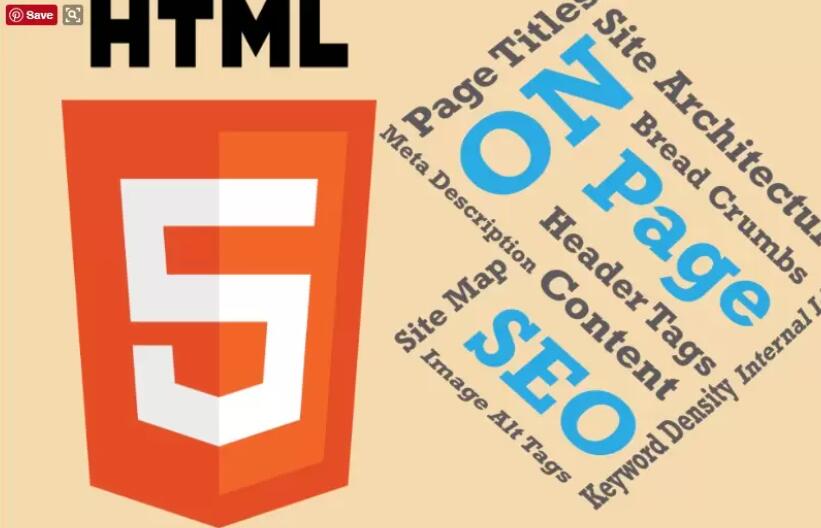 Save
HTML
5
Page Titles
Site Architectur
ON Page
Bread Crumbs
Meta Description
Header Tags
Content
Site Map
SEO
Image Alt Tags
Keyword Density
Internal L